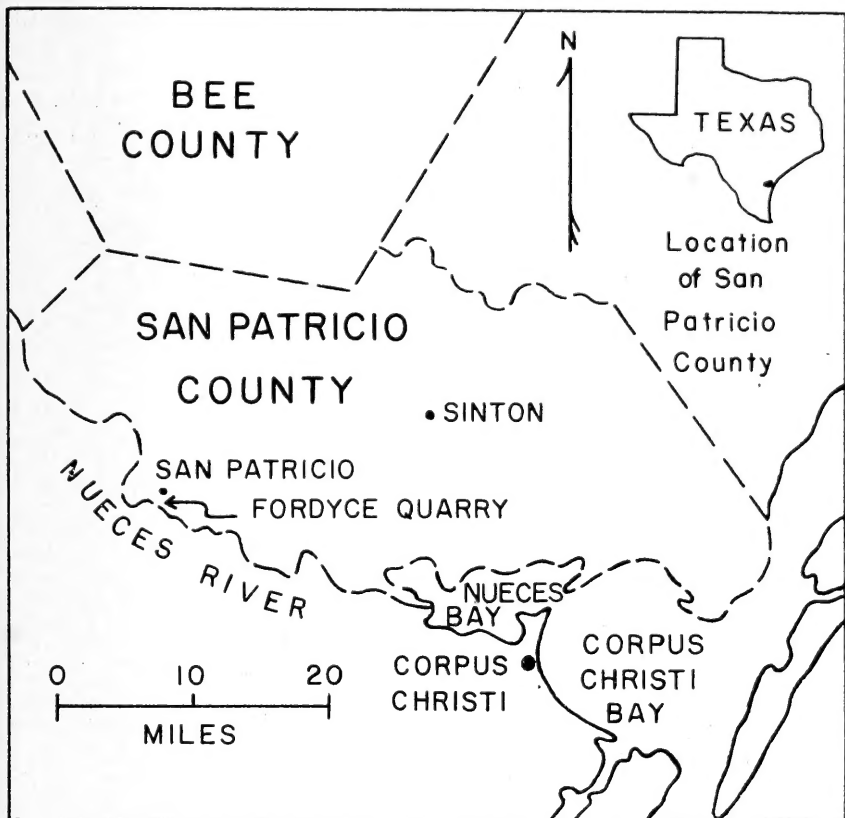 BEE
COUNTY
N
TEXAS
Location
of San
Patricio
County
SAN PATRICIO
COUNTY
SINTON
SAN PATRICIO
FORDYCE QUARRY
NUECES RIVER
NUECES
BAY
CORPUS
CHRISTI
CORPUS
CHRISTI
BAY
0 10 20
MILES